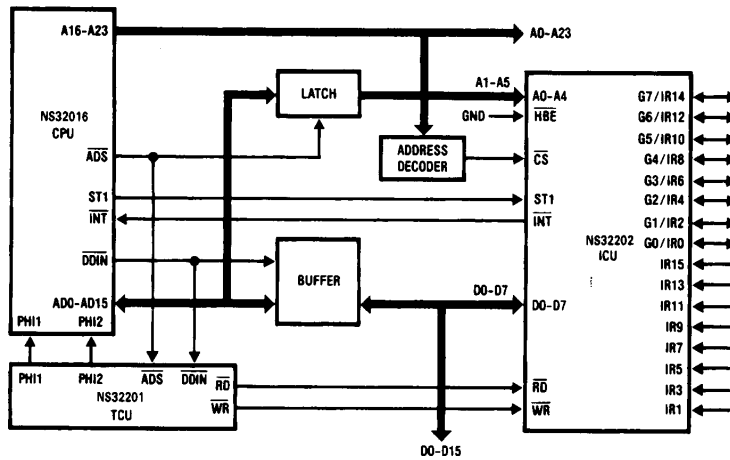 A16-A23
A0-A23
A1-A5
LATCH
A0-A4
G7/IR14
NS32016
CPU
GND
HBE
G6/IR12
G5/IR10
ADS
ADDRESS
DECODER
CS
G4/IR8
G3/IR6
ST1
ST1
G2/IR4
INT
INT
G1/IR2
NS32202
ICU
G0/IR0
DDIN
IR15
BUFFER
IR13
D0-D7
AD0-AD15
D0-D7
IR11
PHI1
PHI2
IR9
IR7
PHI1
PHI2
ADS
DDIN
RD
RD
IR5
NS32201
TCU
IR3
WR
WR
IR1
D0-D15